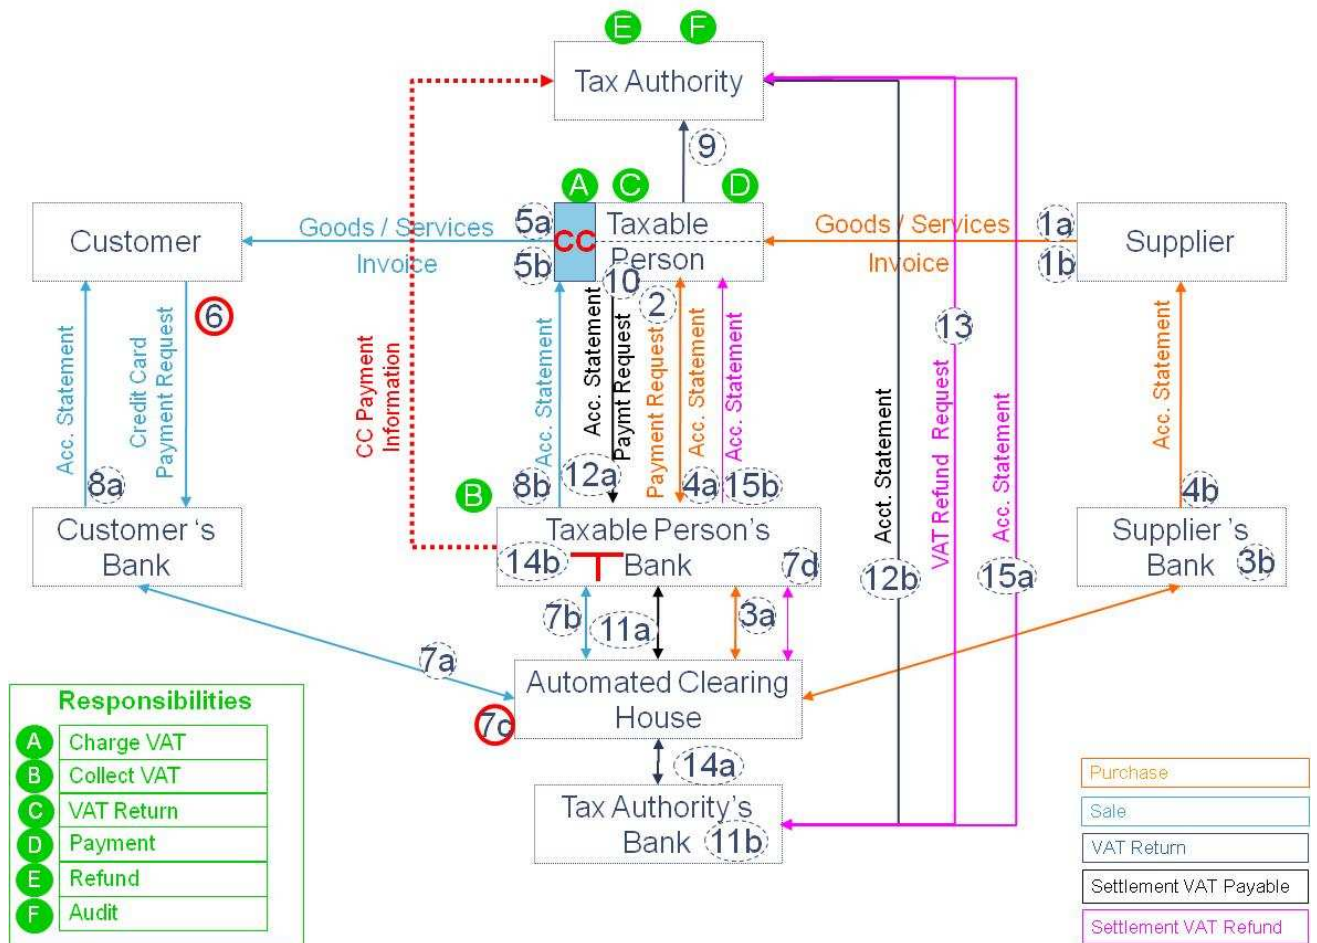 E
F
Tax Authority
9
A
C
D
Customer
Goods / Services
Invoice
5a
5b
CC
Taxable
Person
Goods / Services
Invoice
1a
1b
Supplier
10
2
6
13
Acc. Statement
Credit Card
Payment Request
CC Payment
Information
Acc. Statement
Acc. Statement
Paymt Request
Payment Request
Acc. Statement
Acc. Statement
Acct. Statement
VAT Refund Request
Acc. Statement
Acc. Statement
8a
B
8b
12a
4a
15b
4b
Customer 's
Bank
Taxable Person's
Bank
14b
T
7d
12b
15a
Supplier's
Bank
3b
7b
11a
3a
7a
Automated Clearing
House
7c
14a
Tax Authority's
Bank
11b
Responsibilities
A Charge VAT
B Collect VAT
C VAT Return
D Payment
E Refund
F Audit
Purchase
Sale
VAT Return
Settlement VAT Payable
Settlement VAT Refund